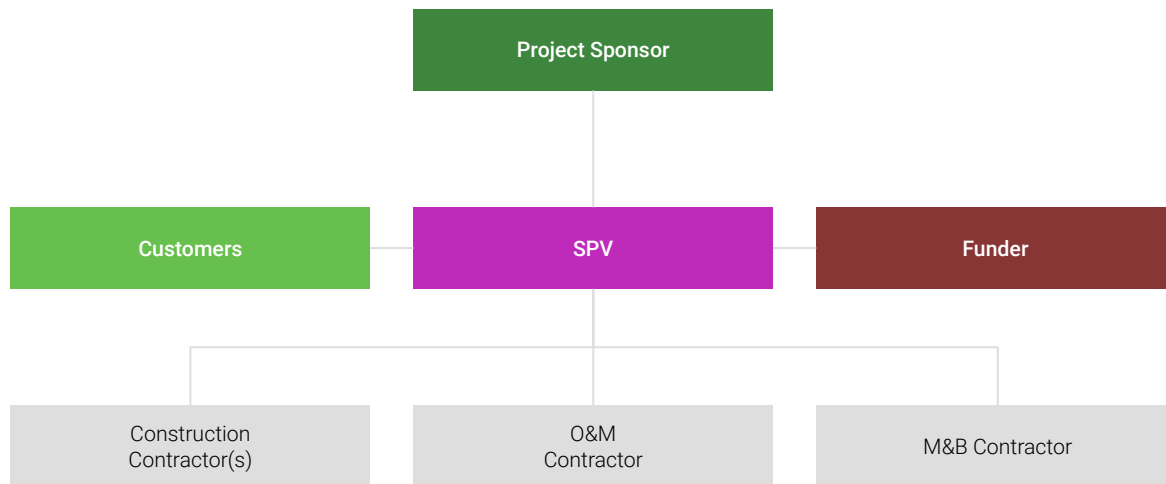 Project Sponsor
Customers
SPV
Funder
Construction
Contractor(s)
O&M
Contractor
M&B Contractor